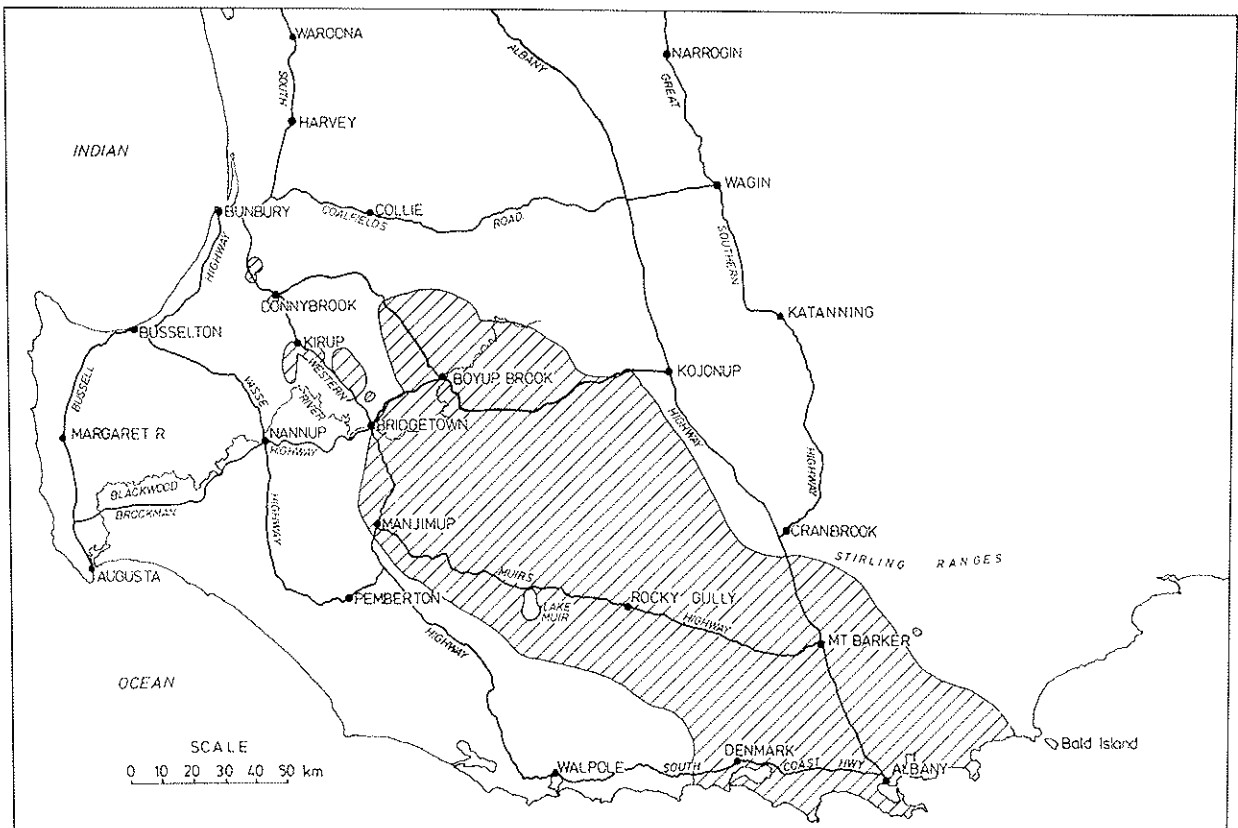 WAROONA
ALBANY
NARROGIN
SOUTH
GREAT
HARVEY
INDIAN
WAGIN
BUNBURY
COLLIE
COALFIELDS
ROAD
HIGHWAY
SOUTHERN
DONNYBROOK
KATANNING
BUSSELTON
KIRUP
WESTERN
BOYUP BROOK
KOJONUP
BUSSELL
VASSE
RIVER
BRIDGETOWN
HIGHWAY
MARGARET R.
NANNUP
HIGHWAY
HIGHWAY
BLACKWOOD
BROCKMAN
HIGHWAY
MANJIMUP
CRANBROOK
STIRLING RANGES
AUGUSTA
MUIRS
PEMBERTON
LAKE
MUIR
ROCKY GULLY
HIGHWAY
HIGHWAY
MT BARKER
OCEAN
SCALE
0 10 20 30 40 50 km
Bald Island
DENMARK
WALPOLE
SOUTH
COAST
HWY
ALBANY